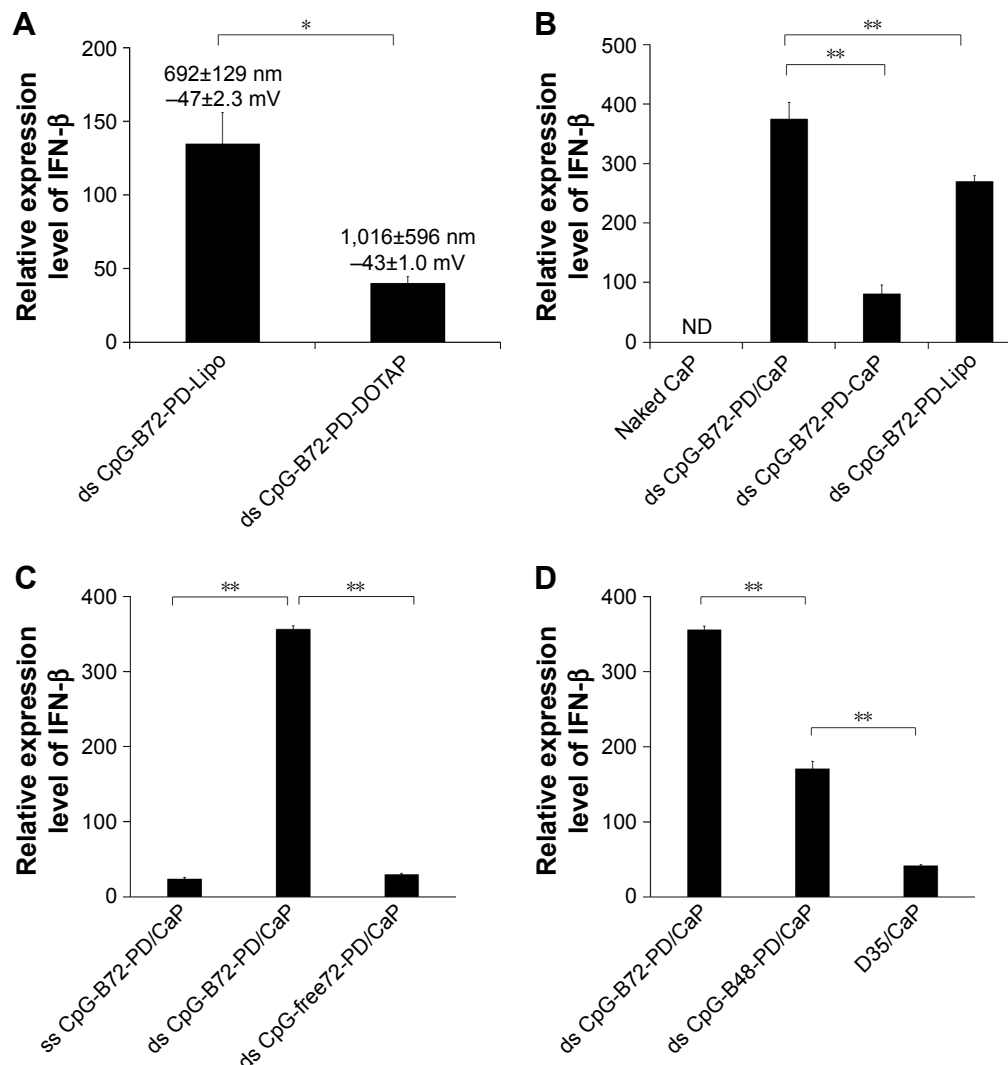 A
Relative expression
level of IFN-β
200
150
100
50
0
*
692±129 nm
–47±2.3 mV
1,016±596 nm
–43±1.0 mV
ds CpG-B72-PD-Lipo
ds CpG-B72-PD-DOTAP
B
Relative expression
level of IFN-β
500
400
300
200
100
0
**
**
ND
Naked CaP
ds CpG-B72-PD/CaP
ds CpG-B72-PD-CaP
ds CpG-B72-PD-Lipo
C
Relative expression
level of IFN-β
400
300
200
100
0
**
**
ss CpG-B72-PD/CaP
ds CpG-B72-PD/CaP
ds CpG-free72-PD/CaP
D
Relative expression
level of IFN-β
400
300
200
100
0
**
**
ds CpG-B72-PD/CaP
ds CpG-B48-PD/CaP
D35/CaP